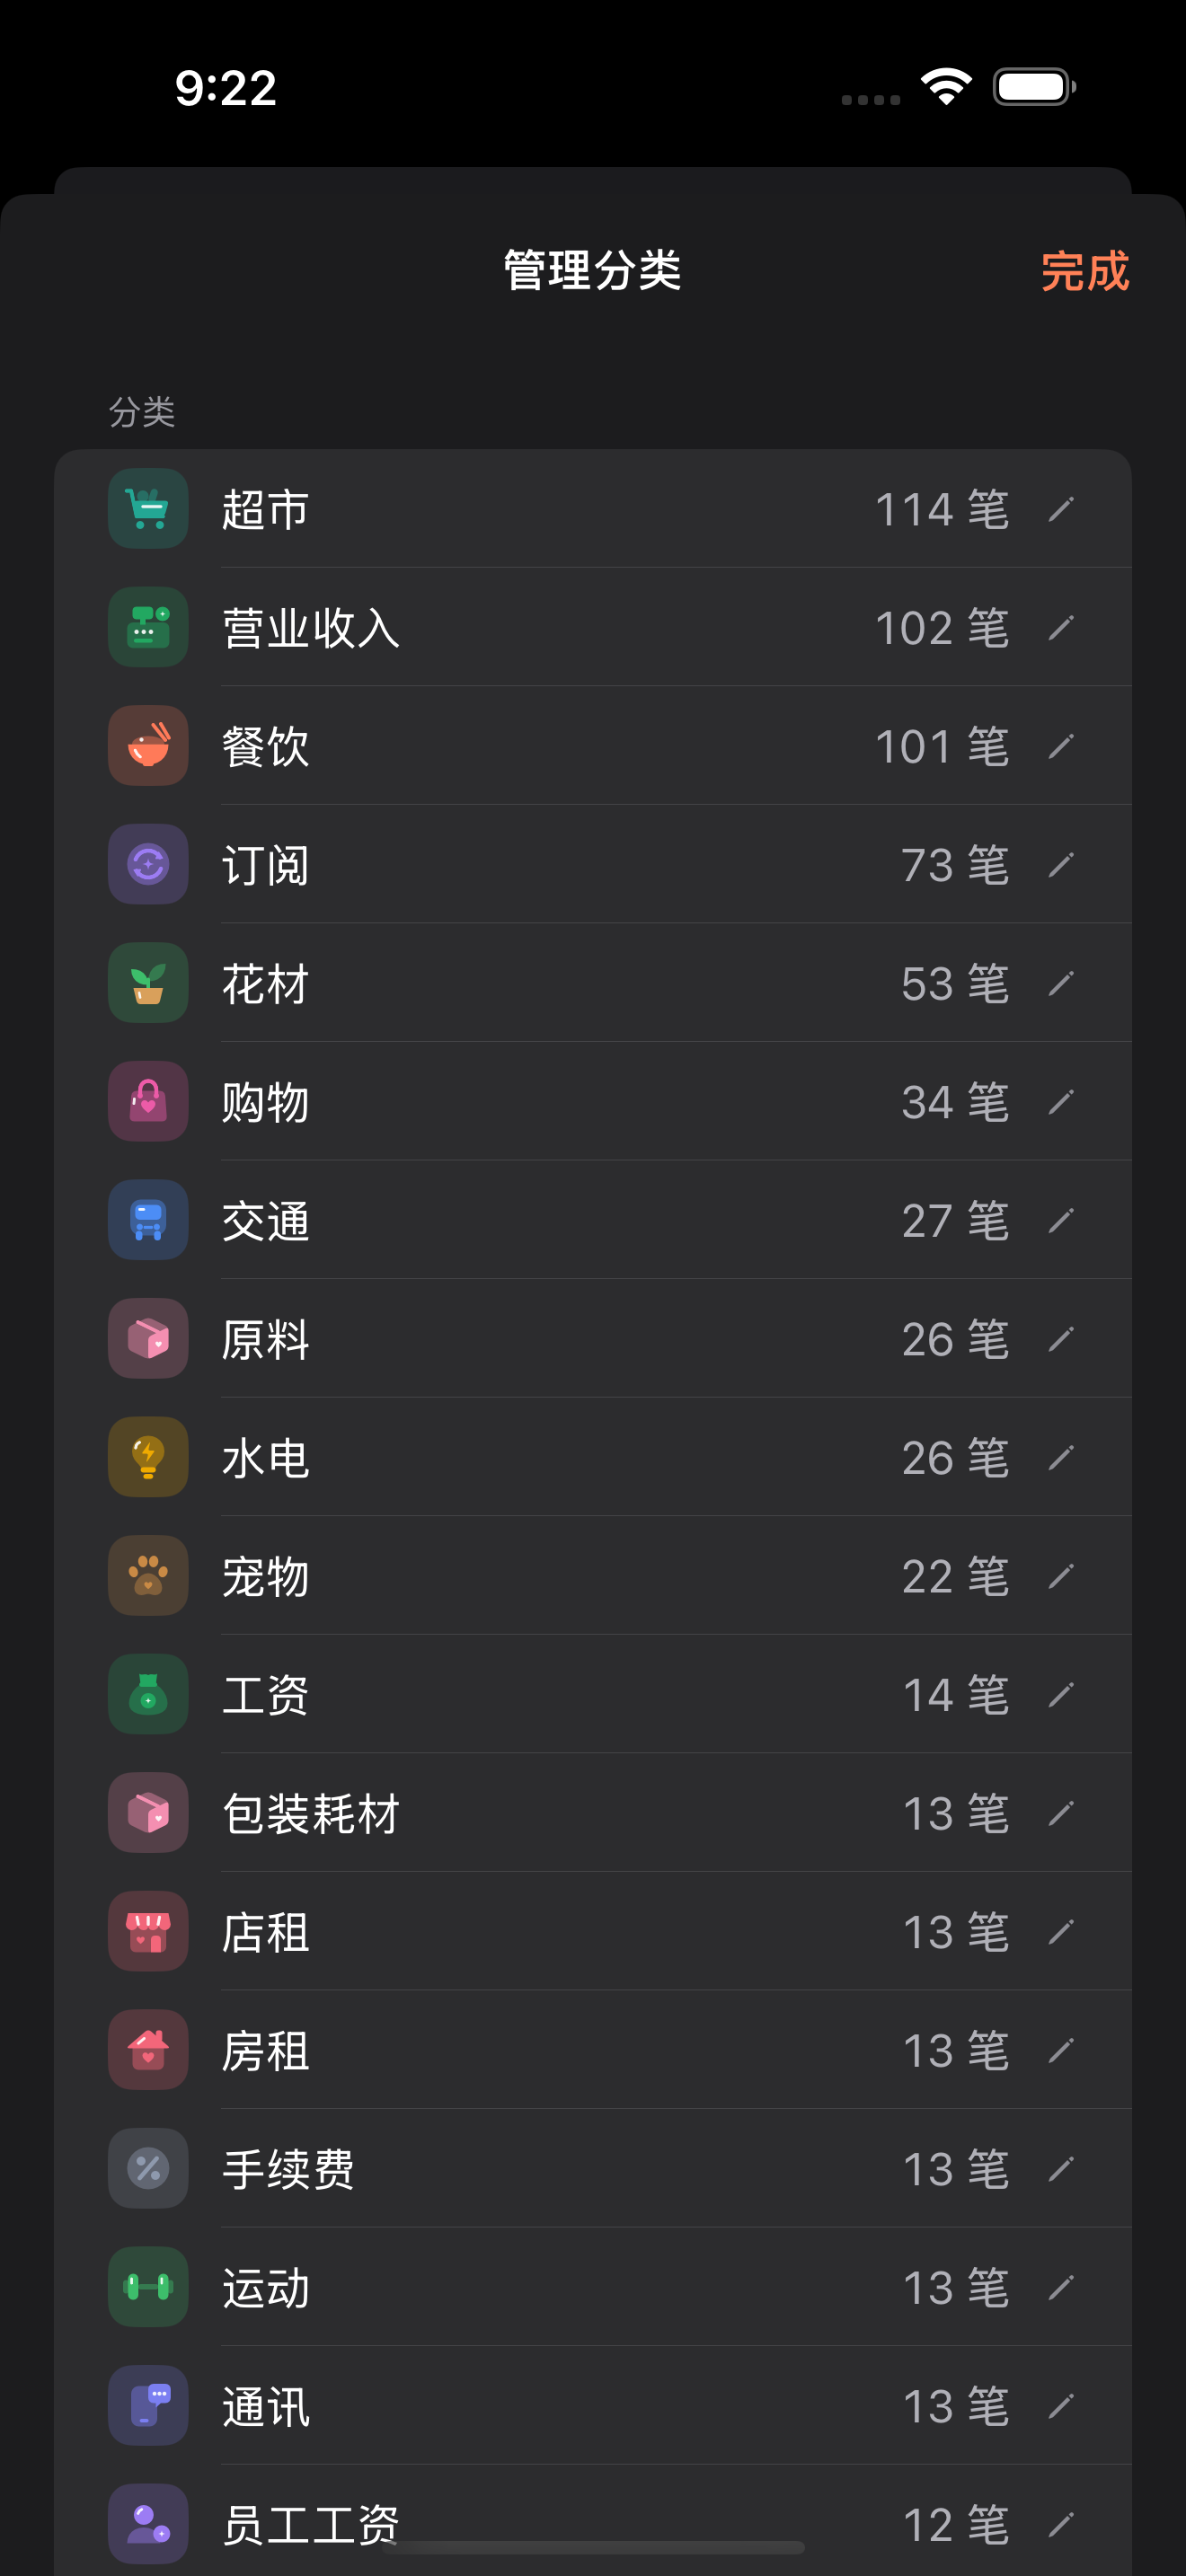 9:22
管理分类
完成
分类
超市 114 笔
营业收入 102 笔
餐饮 101 笔
订阅 73 笔
花材 53 笔
购物 34 笔
交通 27 笔
原料 26 笔
水电 26 笔
宠物 22 笔
工资 14 笔
包装耗材 13 笔
店租 13 笔
房租 13 笔
手续费 13 笔
运动 13 笔
通讯 13 笔
员工工资 12 笔